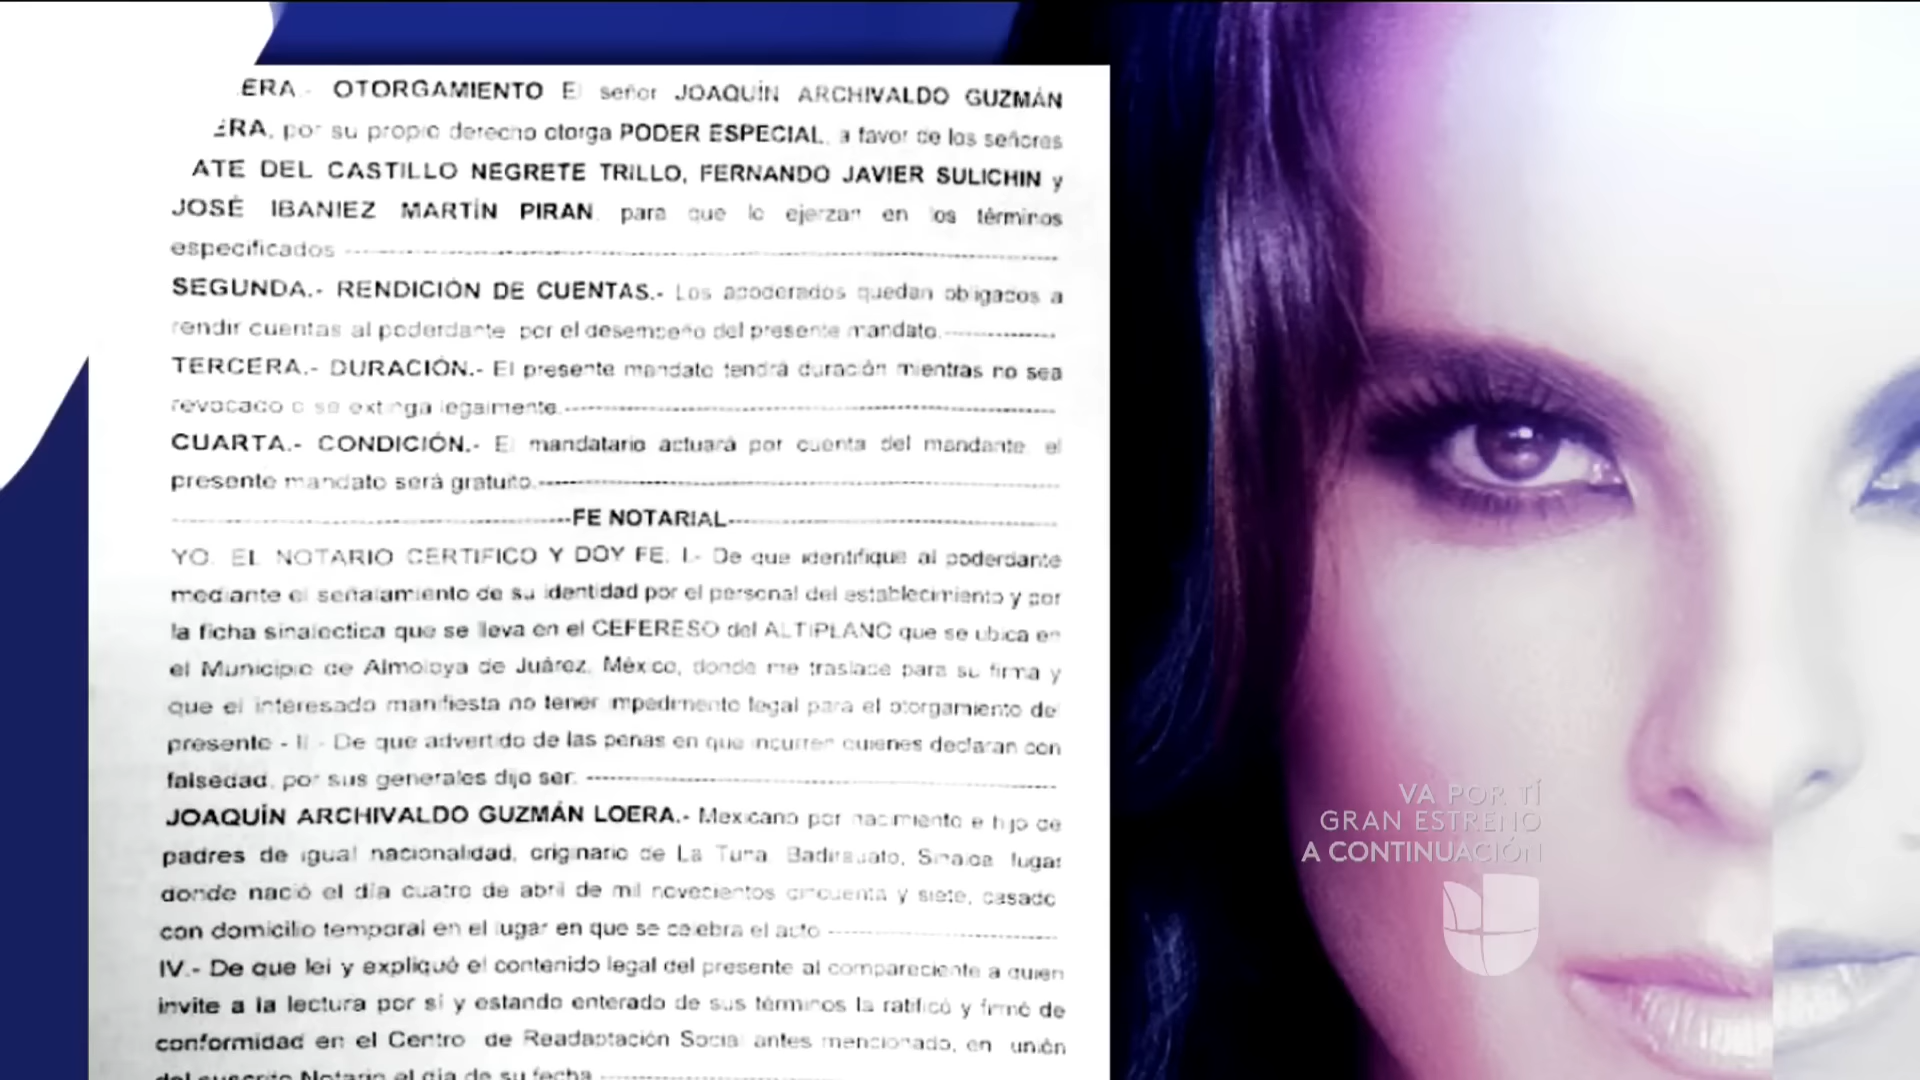 ERA.- OTORGAMIENTO El señor JOAQUÍN ARCHIVALDO GUZMÁN
ERA, por su propio derecho otorga PODER ESPECIAL, a favor de los señores
ATE DEL CASTILLO NEGRETE TRILLO, FERNANDO JAVIER SULICHIN y
JOSÉ IBANIEZ MARTÍN PIRAN, para que lo ejerzan en los términos
especificados
SEGUNDA.- RENDICIÓN DE CUENTAS.- Los apoderados quedan obligados a
rendir cuentas al poderdante por el desempeño del presente mandato.
TERCERA.- DURACIÓN.- El presente mandato tendrá duración mientras no sea
revocado o se extinga legalmente.
CUARTA.- CONDICIÓN.- El mandatario actuará por cuenta del mandante, el
presente mandato será gratuito.
FE NOTARIAL
YO, EL NOTARIO CERTIFICO Y DOY FE. I.- De que identifique al poderdante
mediante el señalamiento de su identidad por el personal del establecimiento y por
la ficha sinalectica que se lleva en el CEFERESO del ALTIPLANO que se ubica en
el Municipio de Almoloya de Juárez, México, donde me traslade para su firma y
que el interesado manifiesta no tener impedimento legal para el otorgamiento del
presente - II.- De que advertido de las penas en que incurren quienes declaran con
falsedad, por sus generales dijo ser:
JOAQUÍN ARCHIVALDO GUZMÁN LOERA.- Mexicano por nacimiento e hijo de
padres de igual nacionalidad, originario de La Tuna, Badiraguato, Sinaloa lugar
donde nació el día cuatro de abril de mil novecientos cincuenta y siete, casado
con domicilio temporal en el lugar en que se celebra el acto
IV.- De que lei y expliqué el contenido legal del presente al compareciente a quien
invite a la lectura por sí y estando enterado de sus términos la ratificó y firmó de
conformidad en el Centro de Readaptación Social antes mencionado, en unión
del suscrito Notario el día de su fecha
VA POR TÍ
GRAN ESTRENO
A CONTINUACIÓN